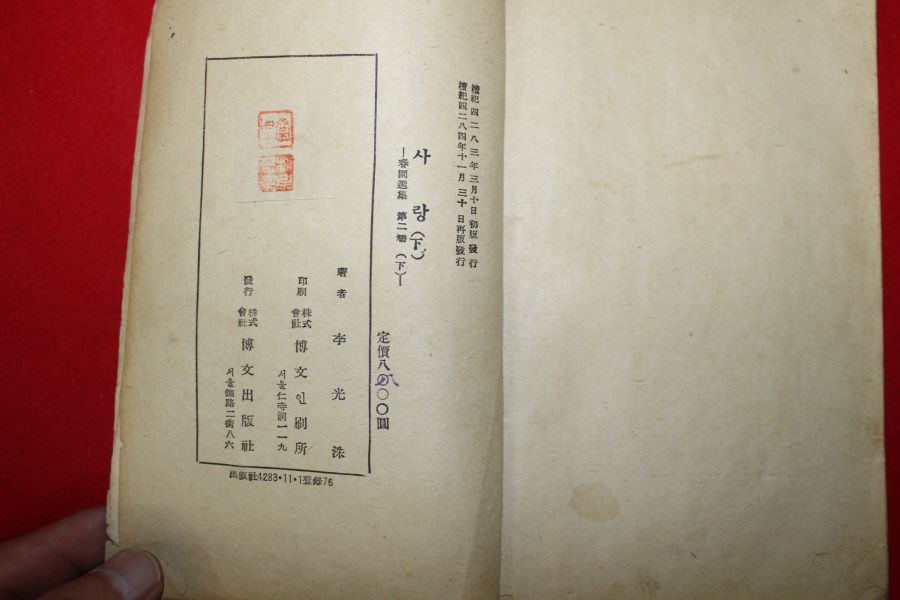 檀紀四二八三年三月十日初版發行
檀紀四二八四年十一月三十日再版發行
사랑(下)
—春園選集 第二卷(下)—
定價八〇〇〇圓
著者 李光洙
印刷 株式會社 博文인刷所
서울仁寺洞一一九
發行 株式會社 博文出版社
서울鍾路二街八六
出版社4283·11·1登錄76